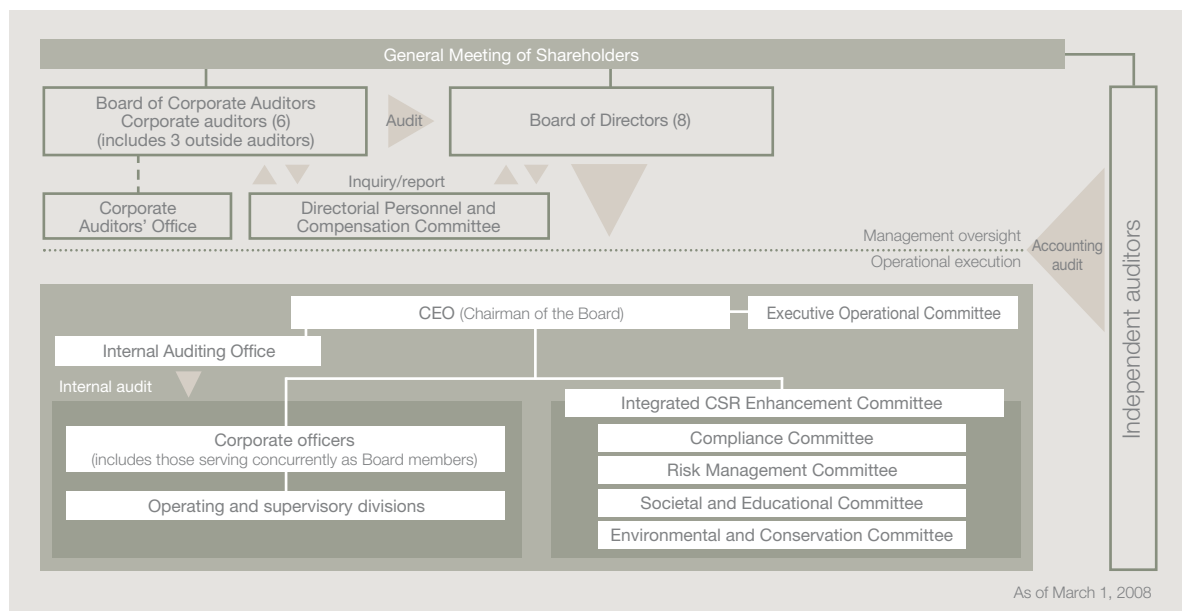 General Meeting of Shareholders
Board of Corporate Auditors
Corporate auditors (6)
(includes 3 outside auditors)
Audit
Board of Directors (8)
Inquiry/report
Corporate
Auditors’ Office
Directorial Personnel and
Compensation Committee
Management oversight
Operational execution
Accounting
audit
Independent auditors
CEO (Chairman of the Board)
Executive Operational Committee
Internal Auditing Office
Internal audit
Integrated CSR Enhancement Committee
Corporate officers
(includes those serving concurrently as Board members)
Operating and supervisory divisions
Compliance Committee
Risk Management Committee
Societal and Educational Committee
Environmental and Conservation Committee
As of March 1, 2008